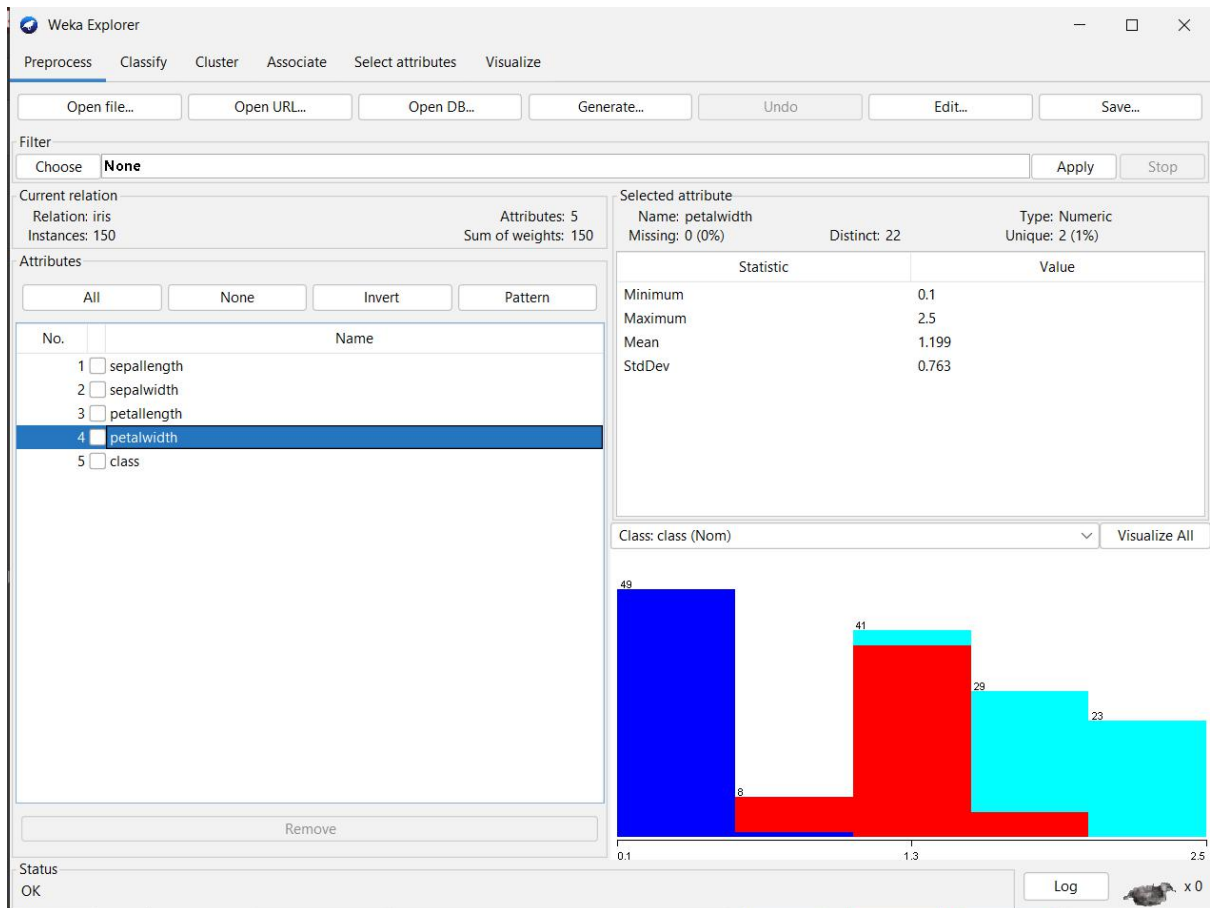 Weka Explorer
Preprocess Classify Cluster Associate Select attributes Visualize
Open file... Open URL... Open DB... Generate... Undo Edit... Save...
Filter
Choose None Apply Stop
Current relation
Relation: iris Attributes: 5
Instances: 150 Sum of weights: 150
Attributes
All None Invert Pattern
No. Name
1 sepallength
2 sepalwidth
3 petallength
4 petalwidth
5 class
Remove
Selected attribute
Name: petalwidth Type: Numeric
Missing: 0 (0%) Distinct: 22 Unique: 2 (1%)
Statistic Value
Minimum 0.1
Maximum 2.5
Mean 1.199
StdDev 0.763
Class: class (Nom) Visualize All
49
41
29
23
8
0.1 1.3 2.5
Status
OK
Log x 0